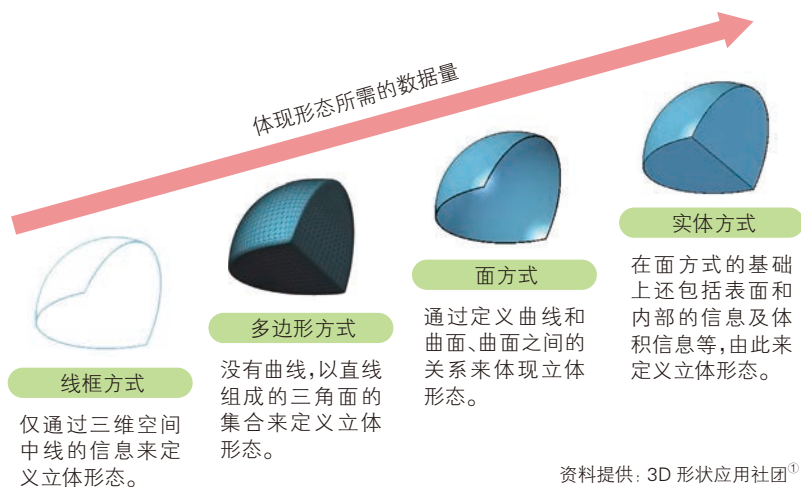 体现形态所需的数据量
线框方式
仅通过三维空间
中线的信息来定
义立体形态。
多边形方式
没有曲线,以直线
组成的三角面的
集合来定义立体
形态。
面方式
通过定义曲线和
曲面、曲面之间的
关系来体现立体
形态。
实体方式
在面方式的基础
上还包括表面和
内部的信息及体
积信息等,由此来
定义立体形态。
资料提供: 3D 形状应用社团①